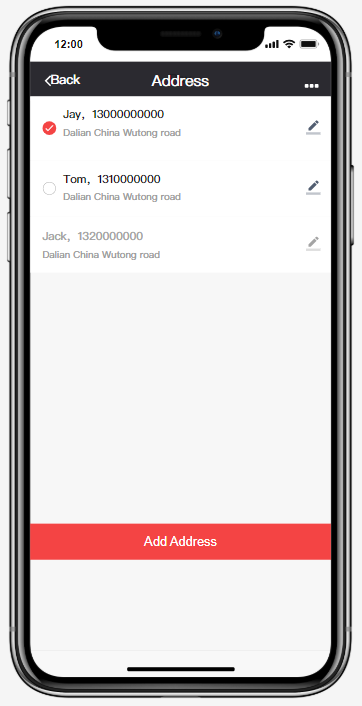 12:00
Back
Address
Jay, 13000000000
Dalian China Wutong road
Tom, 1310000000
Dalian China Wutong road
Jack, 1320000000
Dalian China Wutong road
Add Address